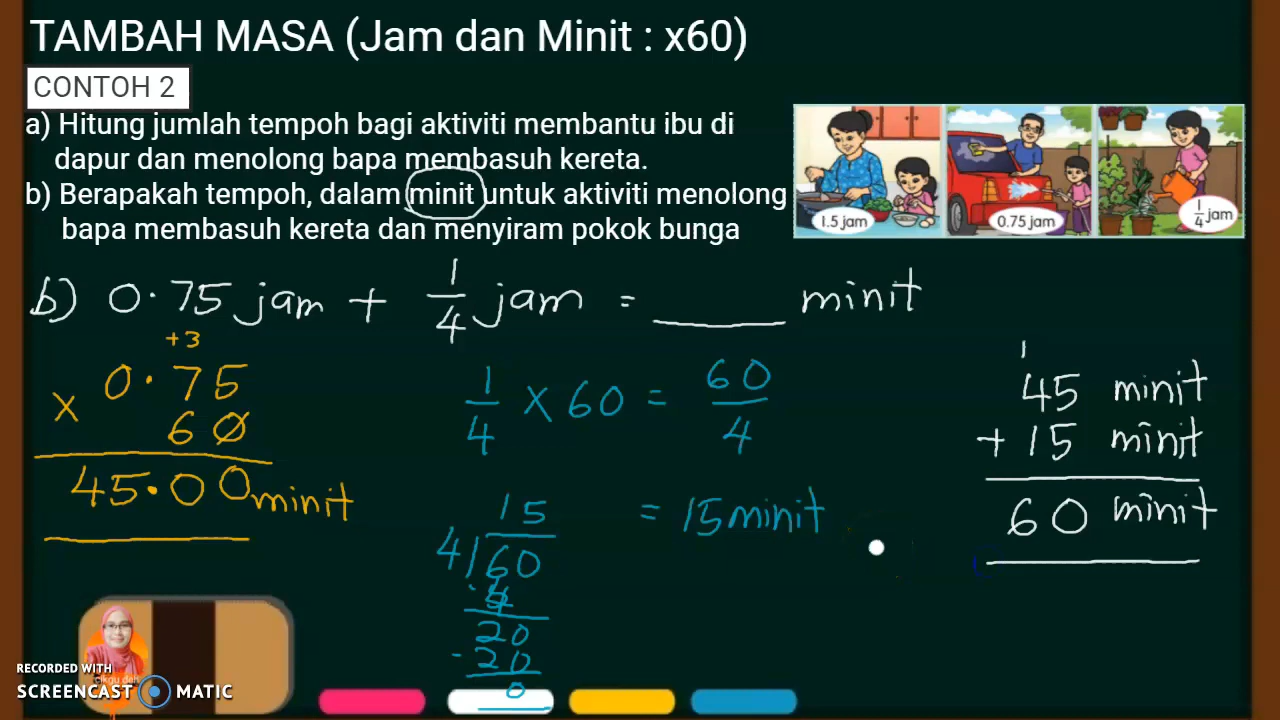 TAMBAH MASA (Jam dan Minit : x60)
CONTOH 2
a) Hitung jumlah tempoh bagi aktiviti membantu ibu di
dapur dan menolong bapa membasuh kereta.
b) Berapakah tempoh, dalam minit untuk aktiviti menolong
bapa membasuh kereta dan menyiram pokok bunga
1.5 jam
0.75 jam
1/4 jam
b) 0.75 jam + 1/4 jam = ______ minit
+3
0.75
x 60
45.00 minit
1/4 x 60 = 60/4
= 15 minit
15
4 60
4
20
- 20
0
1
45 minit
+ 15 minit
60 minit
RECORDED WITH
SCREENCAST MATIC